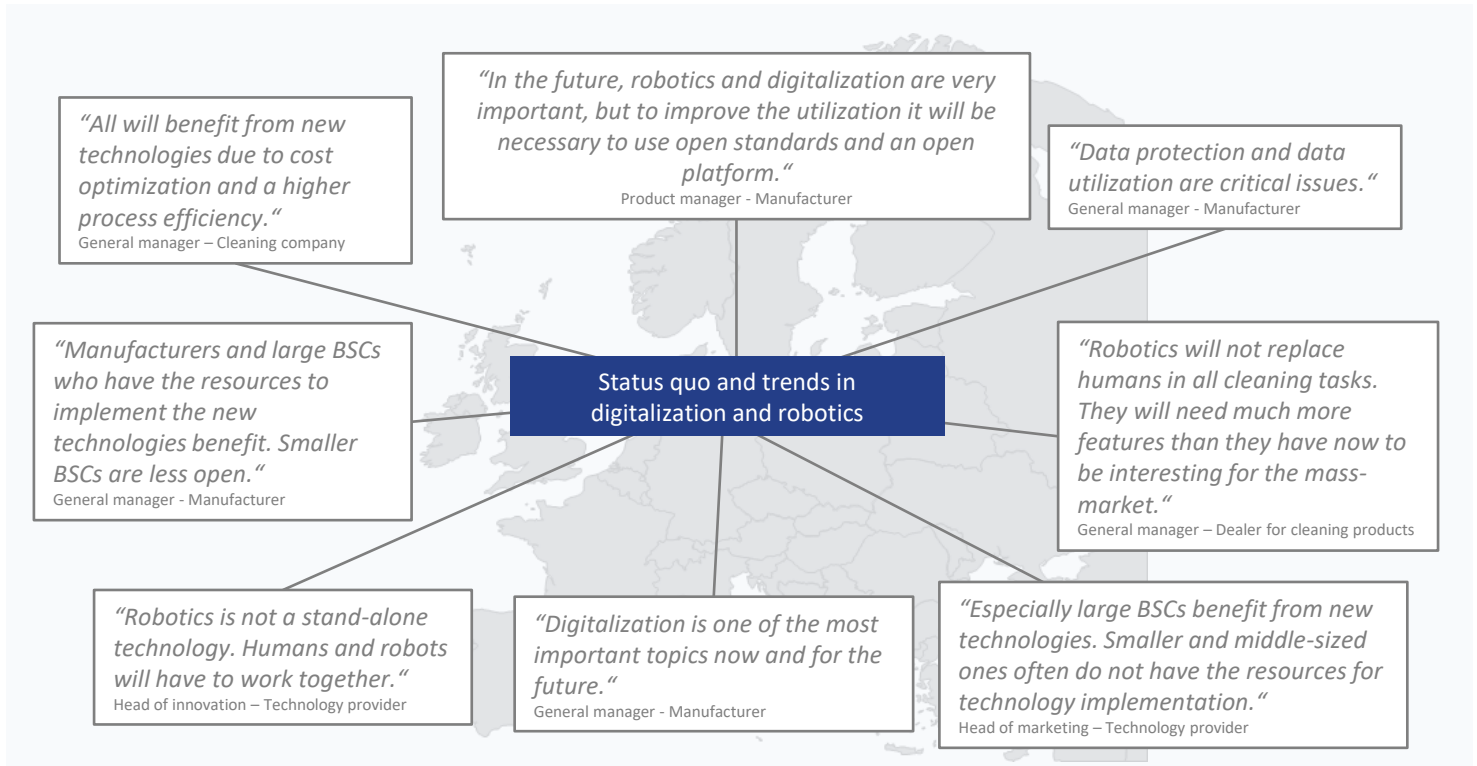 “In the future, robotics and digitalization are very
important, but to improve the utilization it will be
necessary to use open standards and an open
platform.“
Product manager - Manufacturer
“All will benefit from new
technologies due to cost
optimization and a higher
process efficiency.“
General manager – Cleaning company
“Data protection and data
utilization are critical issues.“
General manager - Manufacturer
“Manufacturers and large BSCs
who have the resources to
implement the new
technologies benefit. Smaller
BSCs are less open.“
General manager - Manufacturer
Status quo and trends in
digitalization and robotics
“Robotics will not replace
humans in all cleaning tasks.
They will need much more
features than they have now to
be interesting for the mass-
market.“
General manager – Dealer for cleaning products
“Robotics is not a stand-alone
technology. Humans and robots
will have to work together.“
Head of innovation – Technology provider
“Digitalization is one of the most
important topics now and for the
future.“
General manager - Manufacturer
“Especially large BSCs benefit from new
technologies. Smaller and middle-sized
ones often do not have the resources for
technology implementation.“
Head of marketing – Technology provider